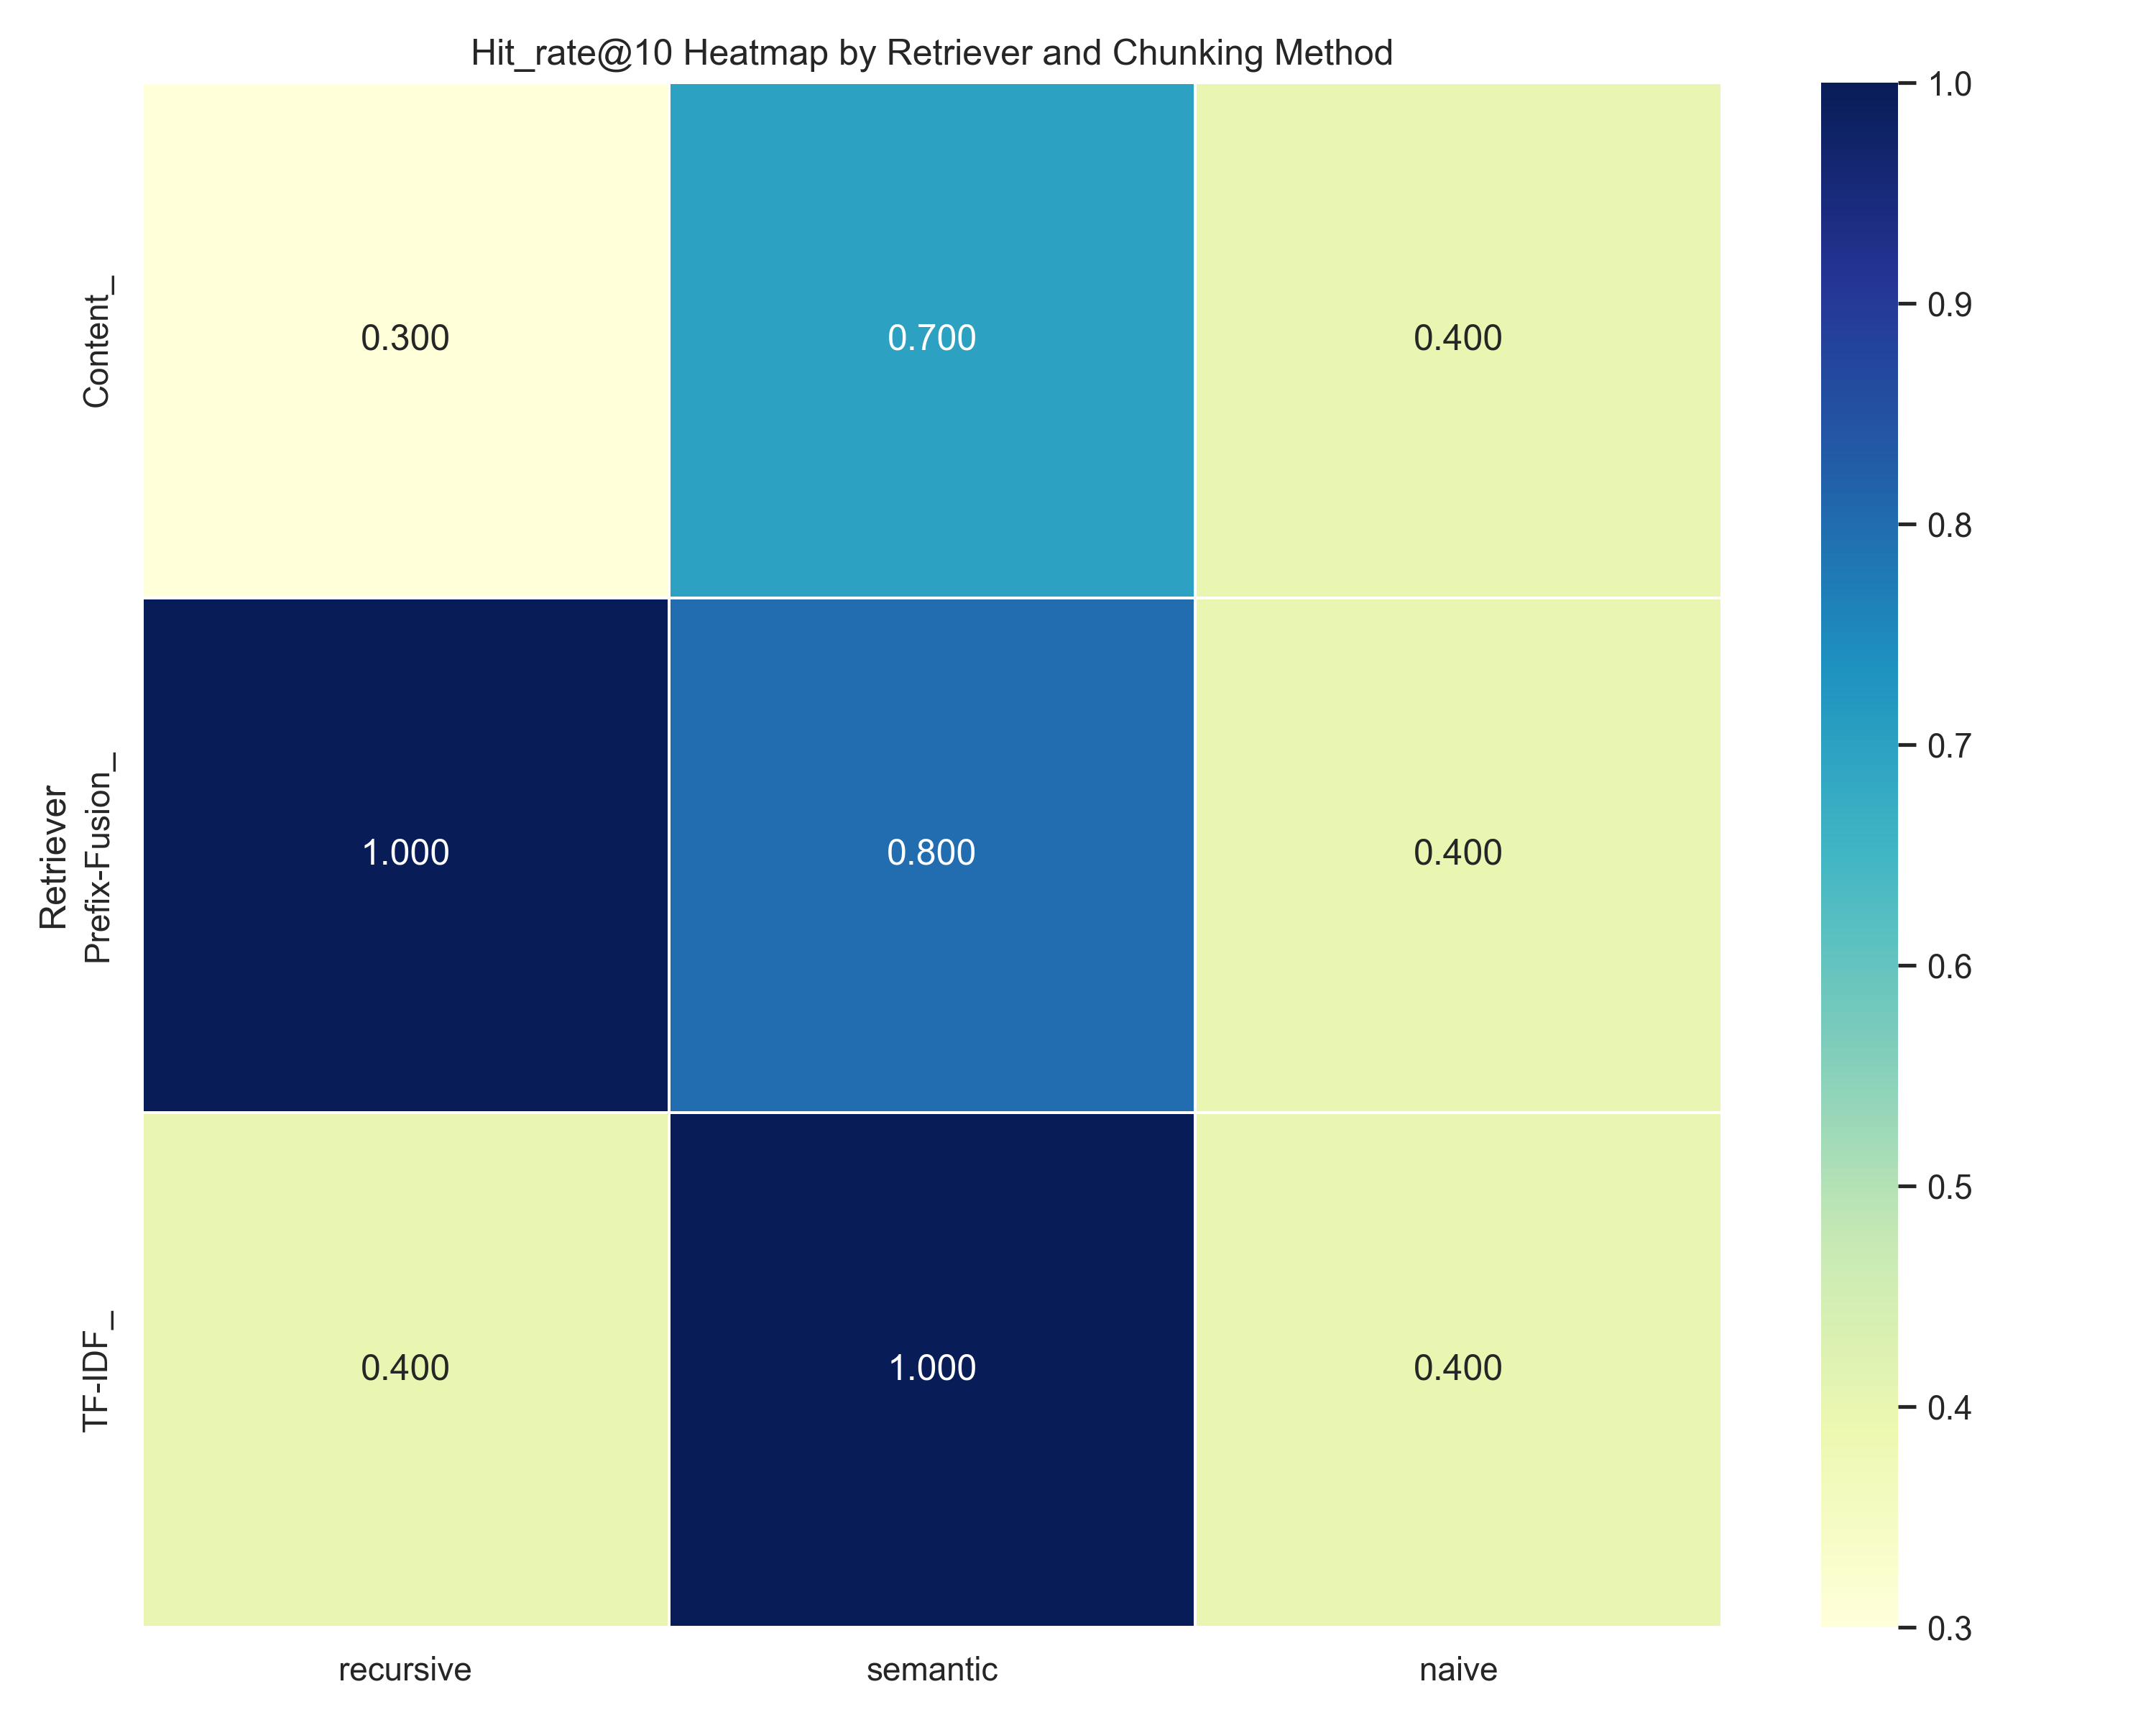 Hit_rate@10 Heatmap by Retriever and Chunking Method
Retriever
Content_
0.300 0.700 0.400
Prefix-Fusion_
1.000 0.800 0.400
TF-IDF_
0.400 1.000 0.400
recursive semantic naive
1.0
0.9
0.8
0.7
0.6
0.5
0.4
0.3